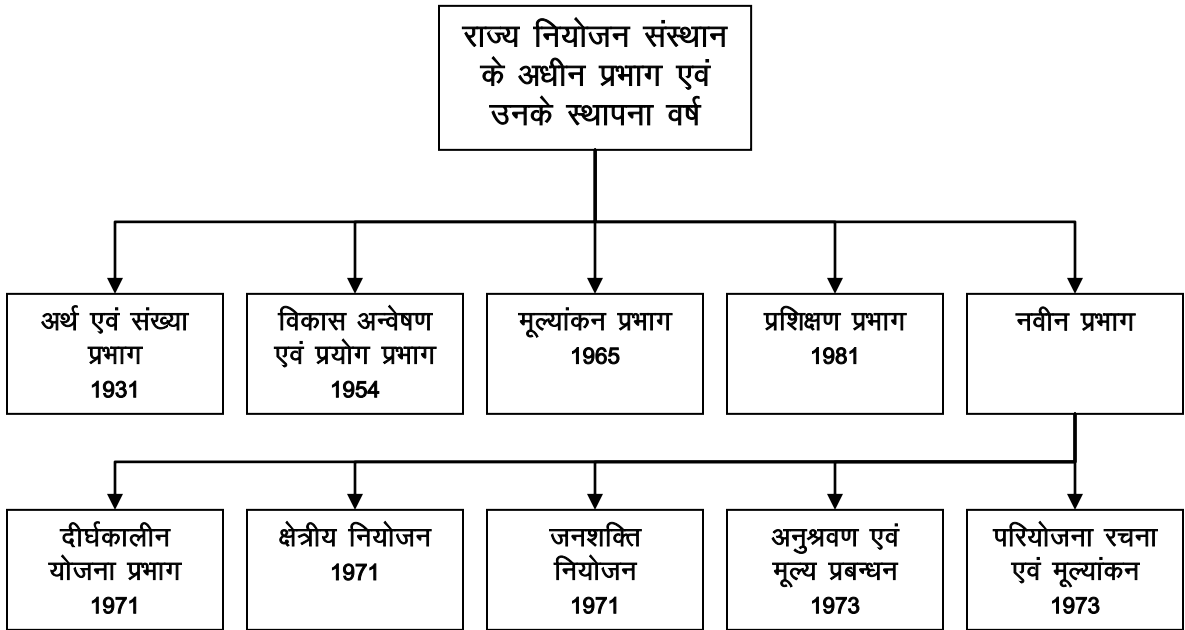 राज्य नियोजन संस्थान
के अधीन प्रभाग एवं
उनके स्थापना वर्ष
अर्थ एवं संख्या
प्रभाग
1931
विकास अन्वेषण
एवं प्रयोग प्रभाग
1954
मूल्यांकन प्रभाग
1965
प्रशिक्षण प्रभाग
1981
नवीन प्रभाग
दीर्घकालीन
योजना प्रभाग
1971
क्षेत्रीय नियोजन
1971
जनशक्ति
नियोजन
1971
अनुश्रवण एवं
मूल्य प्रबन्धन
1973
परियोजना रचना
एवं मूल्यांकन
1973